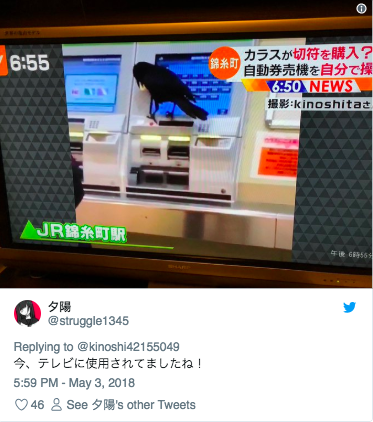 6:55
錦糸町
カラスが切符を購入?
自動券売機を自分で操
6:50 NEWS
撮影:kinoshitaさ
JR錦糸町駅
夕陽
@struggle1345
Replying to @kinoshi42155049
今、テレビに使用されてましたね!
5:59 PM - May 3, 2018
46 See 夕陽's other Tweets